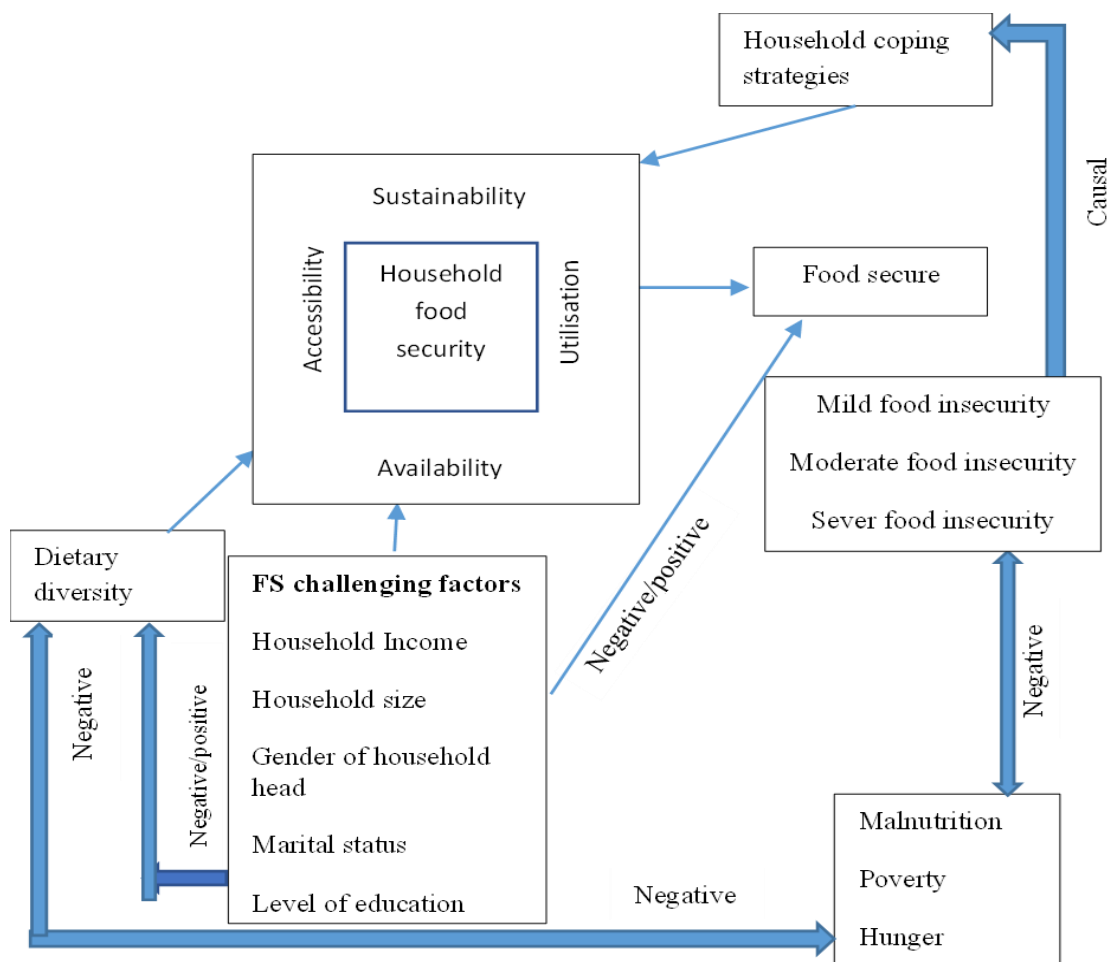 Household coping
strategies
Causal
Sustainability
Accessibility
Household
food
security
Utilisation
Availability
Food secure
Mild food insecurity
Moderate food insecurity
Sever food insecurity
Dietary
diversity
FS challenging factors
Household Income
Household size
Gender of household
head
Marital status
Level of education
Negative/positive
Negative
Negative/positive
Negative
Negative
Malnutrition
Poverty
Hunger